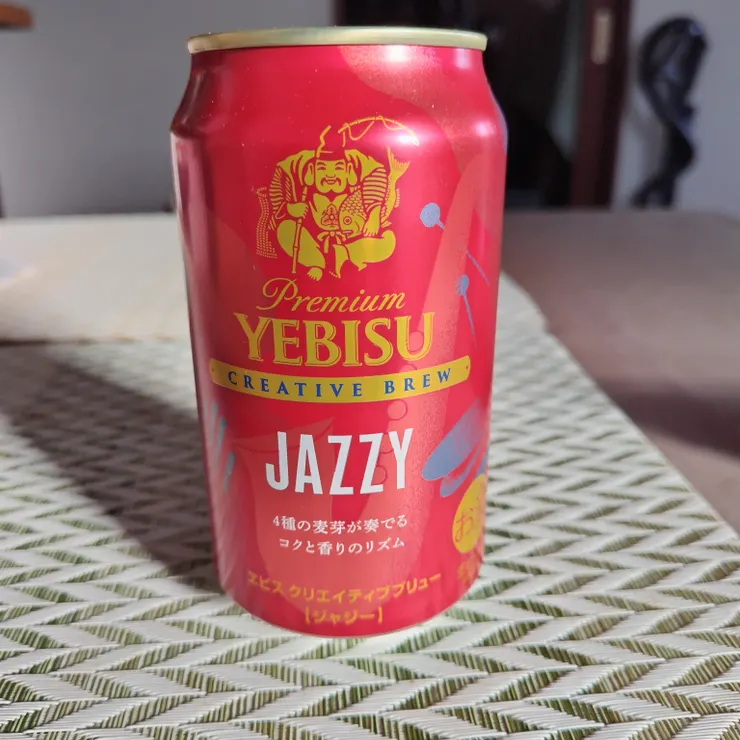 Premium
YEBISU
CREATIVE BREW
JAZZY
4種の麦芽が奏でる
コクと香りのリズム
お
ヱビス クリエイティブブリュー
【ジャジー】